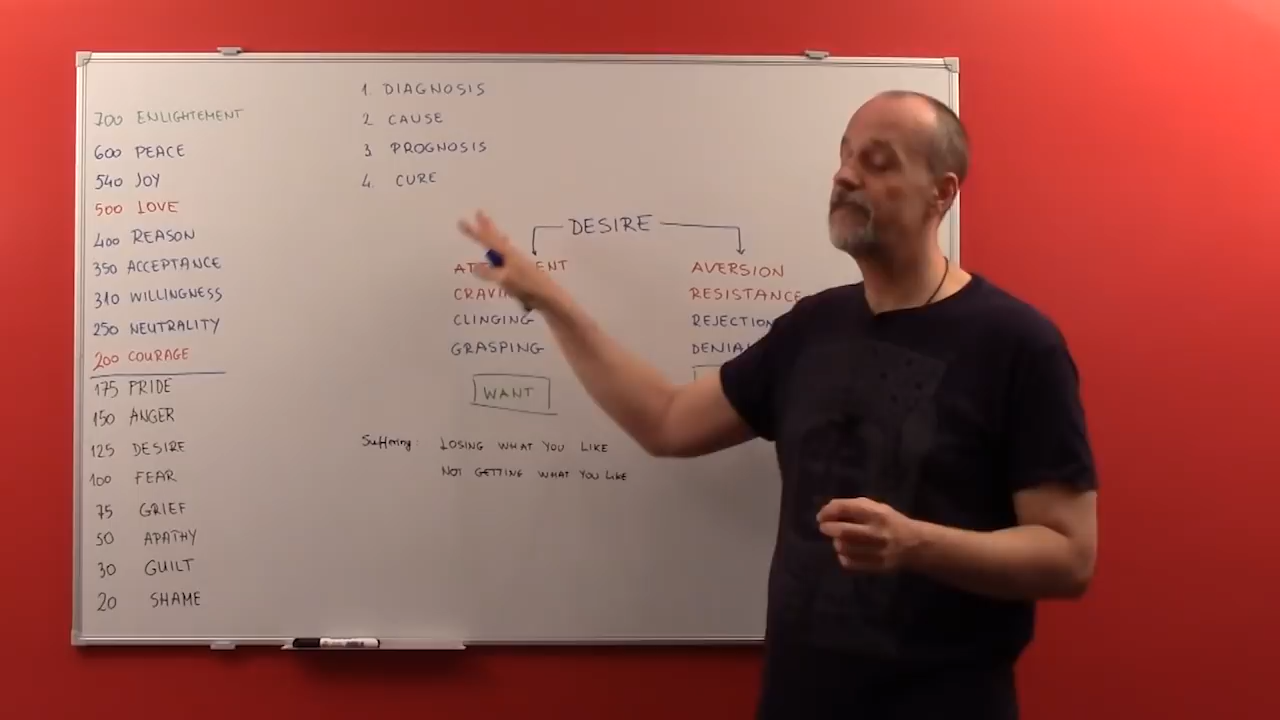 700 ENLIGHTEMENT
600 PEACE
540 JOY
500 LOVE
400 REASON
350 ACCEPTANCE
310 WILLINGNESS
250 NEUTRALITY
200 COURAGE
175 PRIDE
150 ANGER
125 DESIRE
100 FEAR
75 GRIEF
50 APATHY
30 GUILT
20 SHAME
1. DIAGNOSIS
2 CAUSE
3. PROGNOSIS
4. CURE
DESIRE
CLINGING
GRASPING
WANT
AVERSION
RESISTANCE
REJECTION
Suffering: LOSING WHAT YOU LIKE
NOT GETTING WHAT YOU LIKE